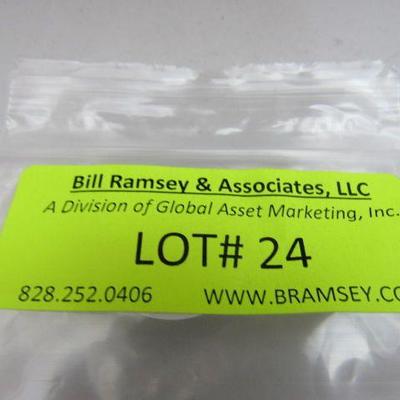 Bill Ramsey & Associates, LLC
A Division of Global Asset Marketing, Inc.
LOT# 24
828.252.0406 WWW.BRAMSEY.CO